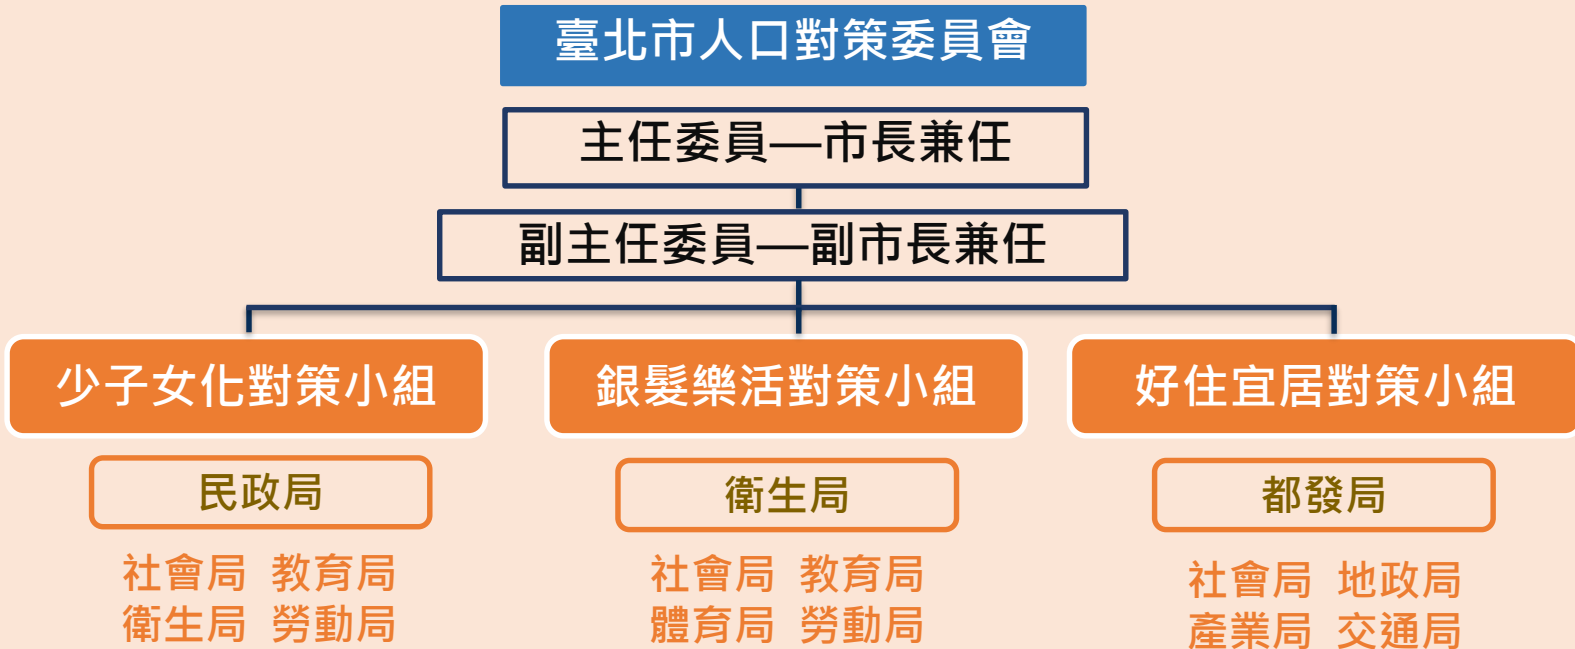 臺北市人口對策委員會
主任委員—市長兼任
副主任委員—副市長兼任
少子女化對策小組
銀髮樂活對策小組
好住宜居對策小組
民政局
衛生局
都發局
社會局 教育局
衛生局 勞動局
社會局 教育局
體育局 勞動局
社會局 地政局
產業局 交通局